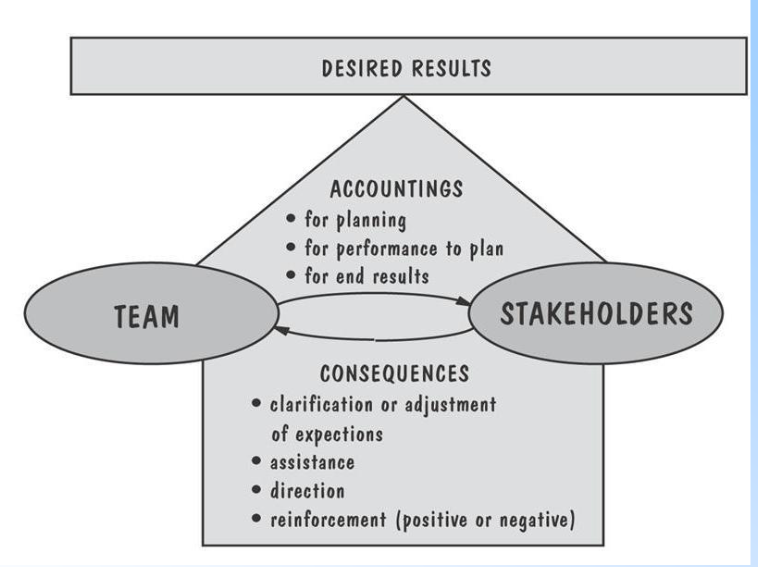 DESIRED RESULTS
ACCOUNTINGS
• for planning
• for performance to plan
• for end results
TEAM
STAKEHOLDERS
CONSEQUENCES
• clarification or adjustment
of expections
• assistance
• direction
• reinforcement (positive or negative)